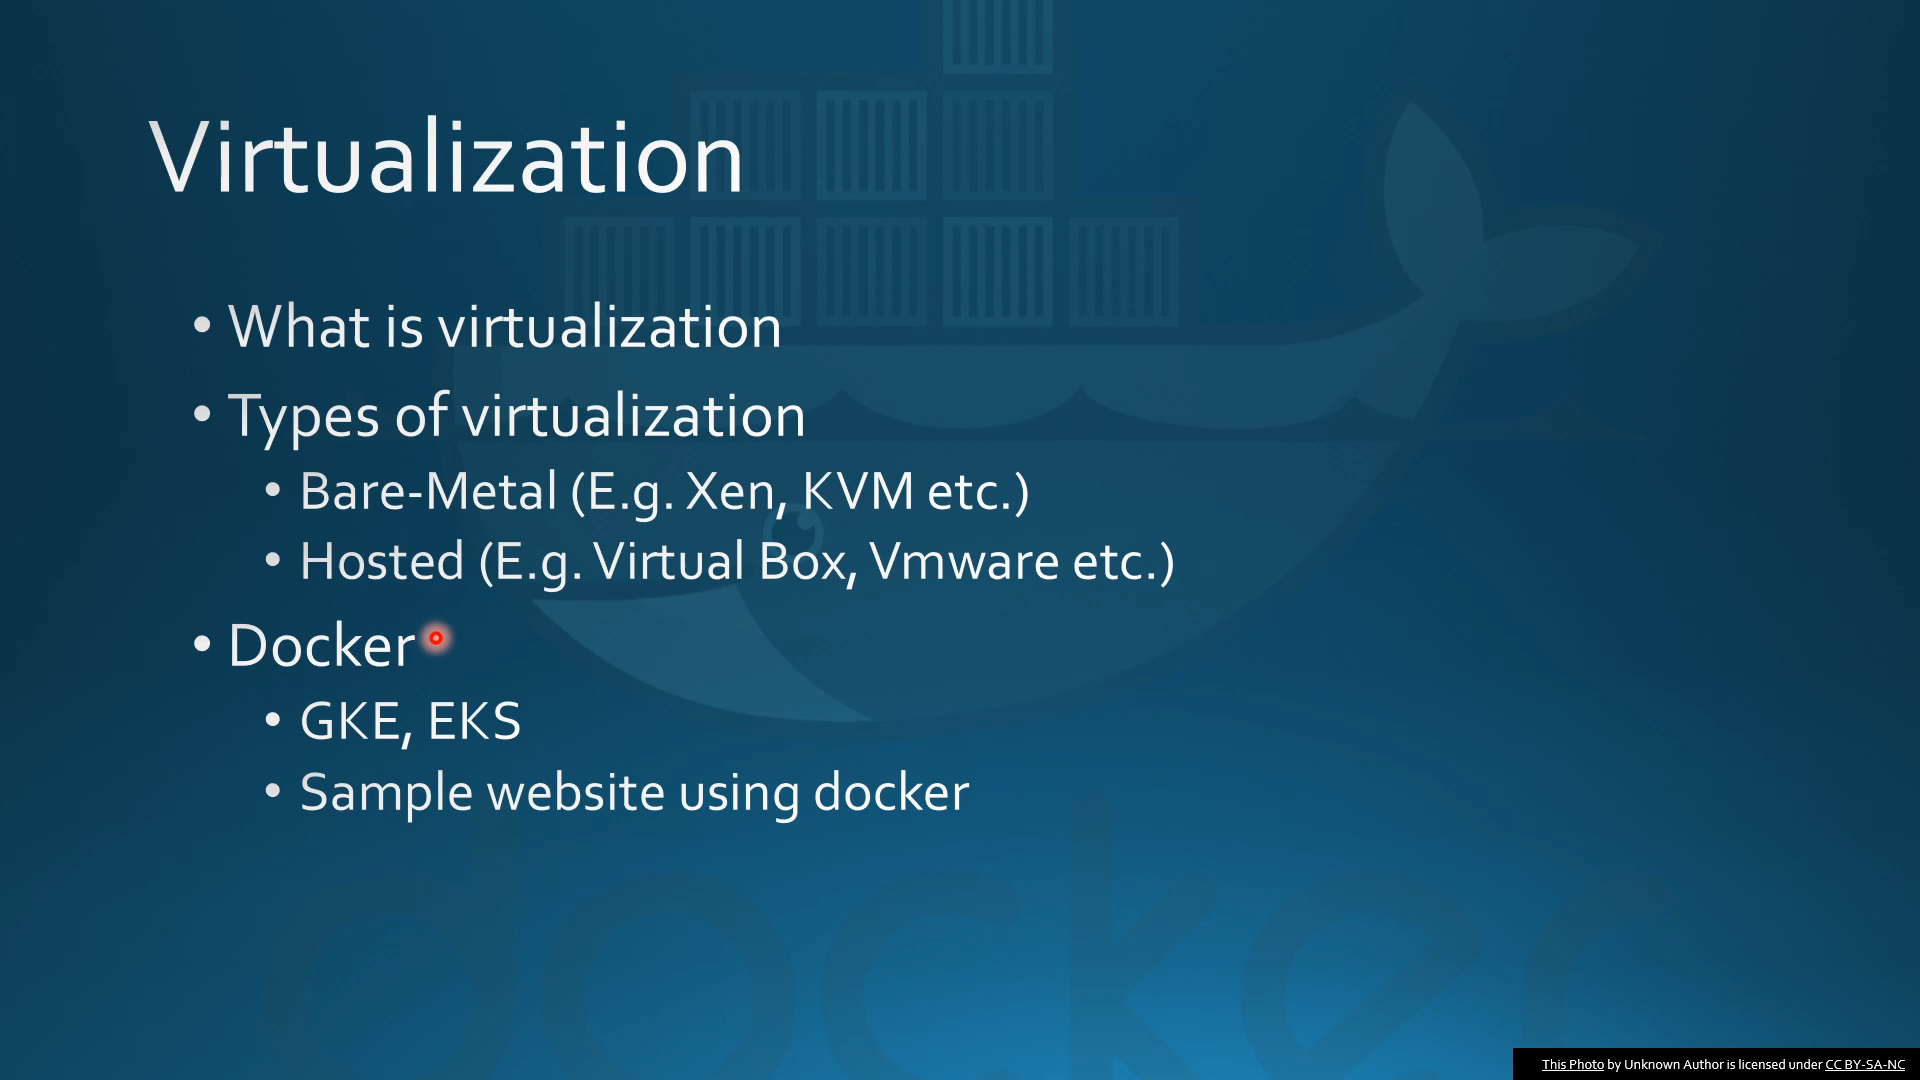 Virtualization
• What is virtualization
• Types of virtualization
• Bare-Metal (E.g. Xen, KVM etc.)
• Hosted (E.g. Virtual Box, Vmware etc.)
• Docker
• GKE, EKS
• Sample website using docker
docker
This Photo by Unknown Author is licensed under CC BY-SA-NC